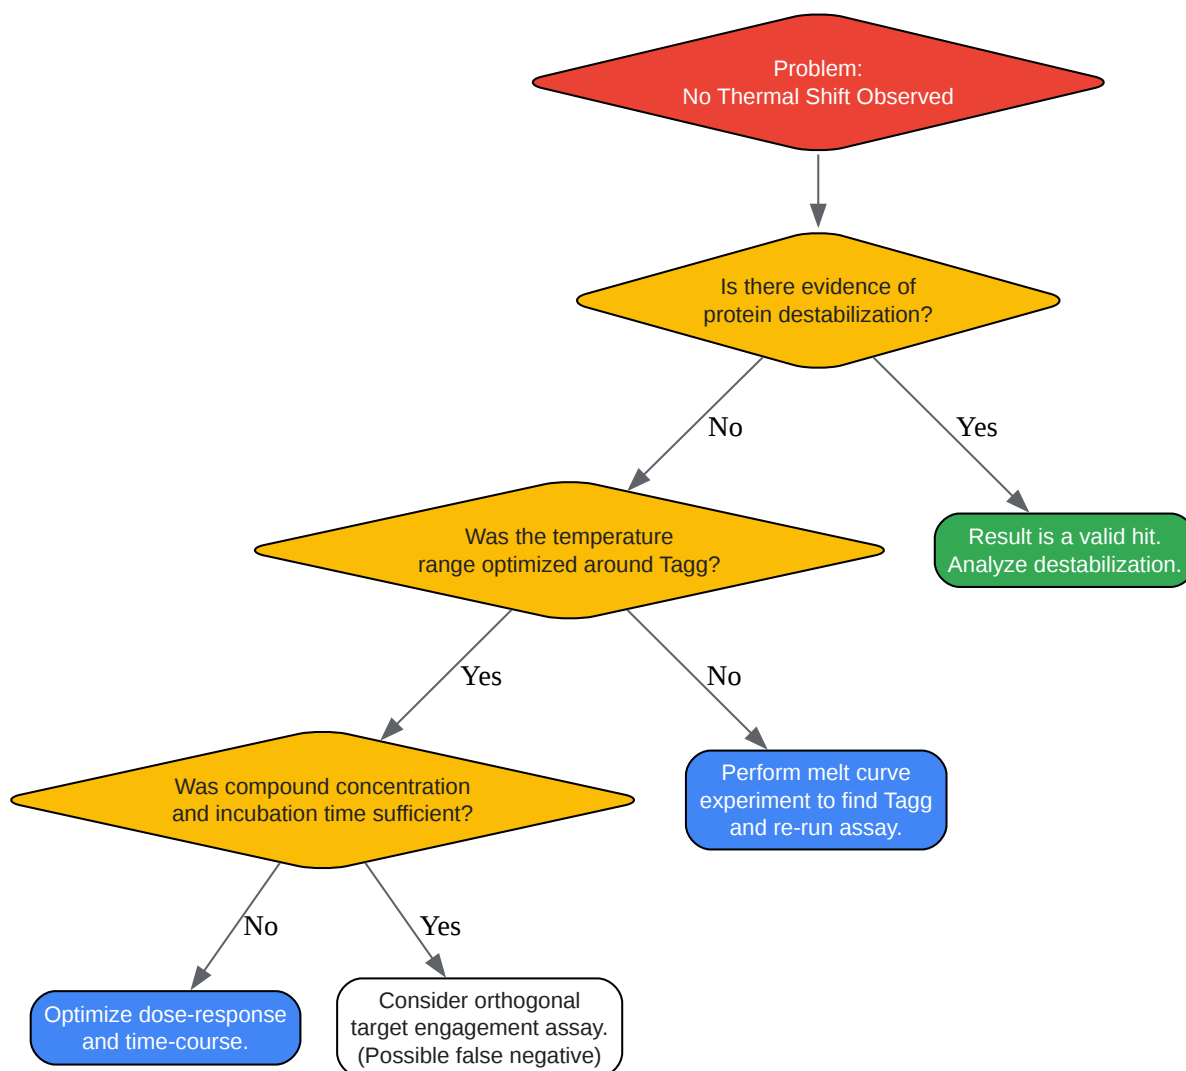 Problem:
No Thermal Shift Observed
Is there evidence of
protein destabilization?
No
Yes
Was the temperature
range optimized around Tagg?
Result is a valid hit.
Analyze destabilization.
Yes
No
Was compound concentration
and incubation time sufficient?
Perform melt curve
experiment to find Tagg
and re-run assay.
No
Yes
Optimize dose-response
and time-course.
Consider orthogonal
target engagement assay.
(Possible false negative)